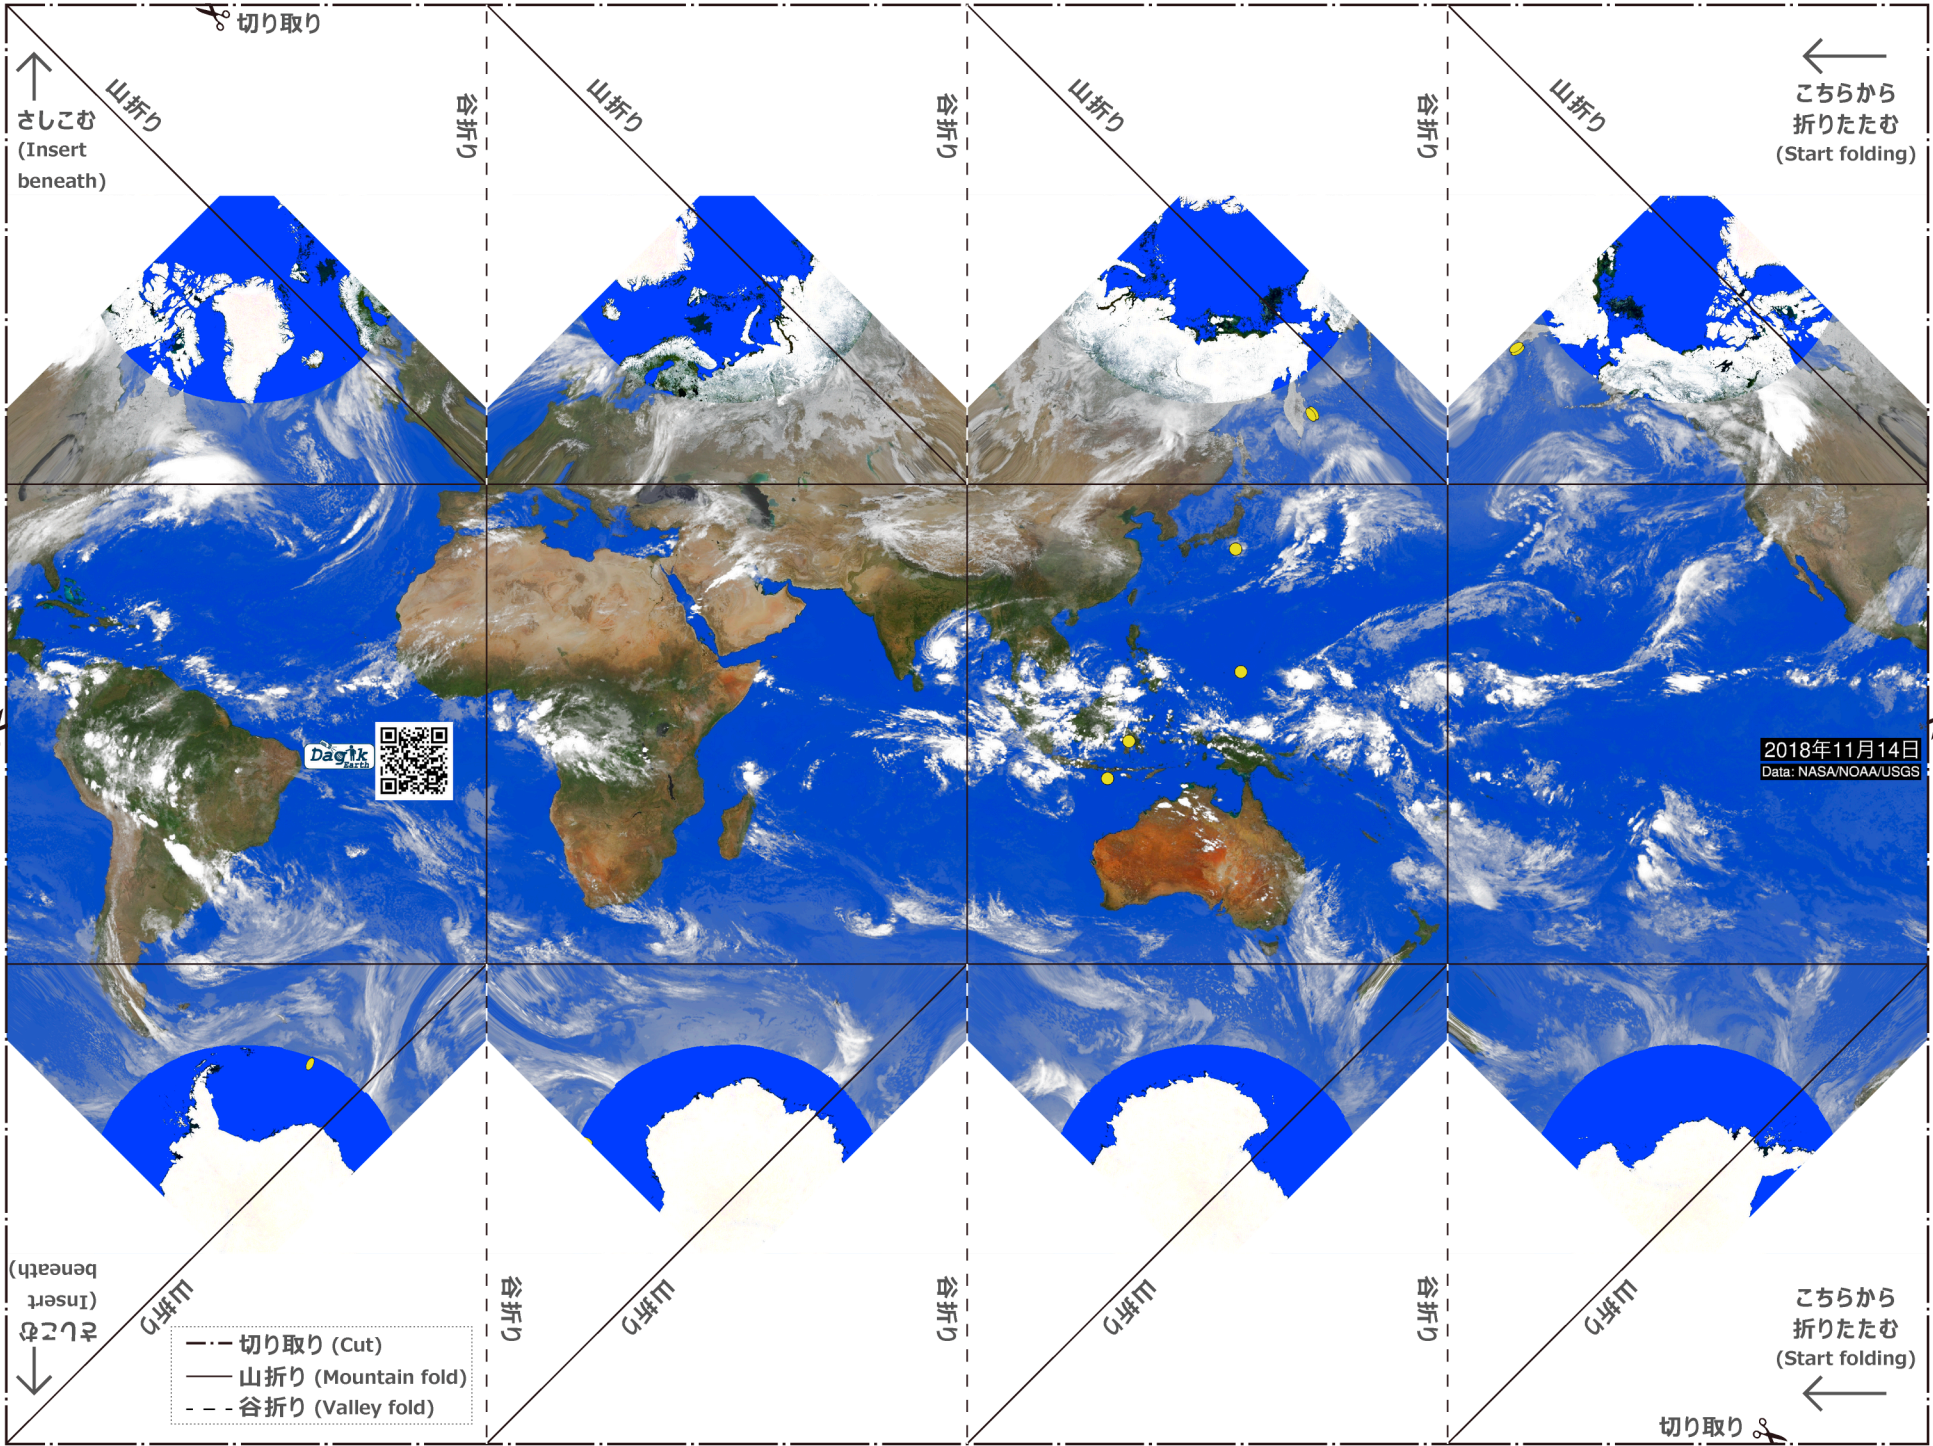 切り取り
さしこむ
(Insert
beneath)
山折り
谷折り
山折り
谷折り
山折り
谷折り
山折り
こちらから
折りたたむ
(Start folding)
Dagik
Earth
2018年11月14日
Data: NASA/NOAA/USGS
さしこむ
(Insert
beneath)
山折り
谷折り
山折り
谷折り
山折り
谷折り
山折り
こちらから
折りたたむ
(Start folding)
切り取り (Cut)
山折り (Mountain fold)
谷折り (Valley fold)
切り取り